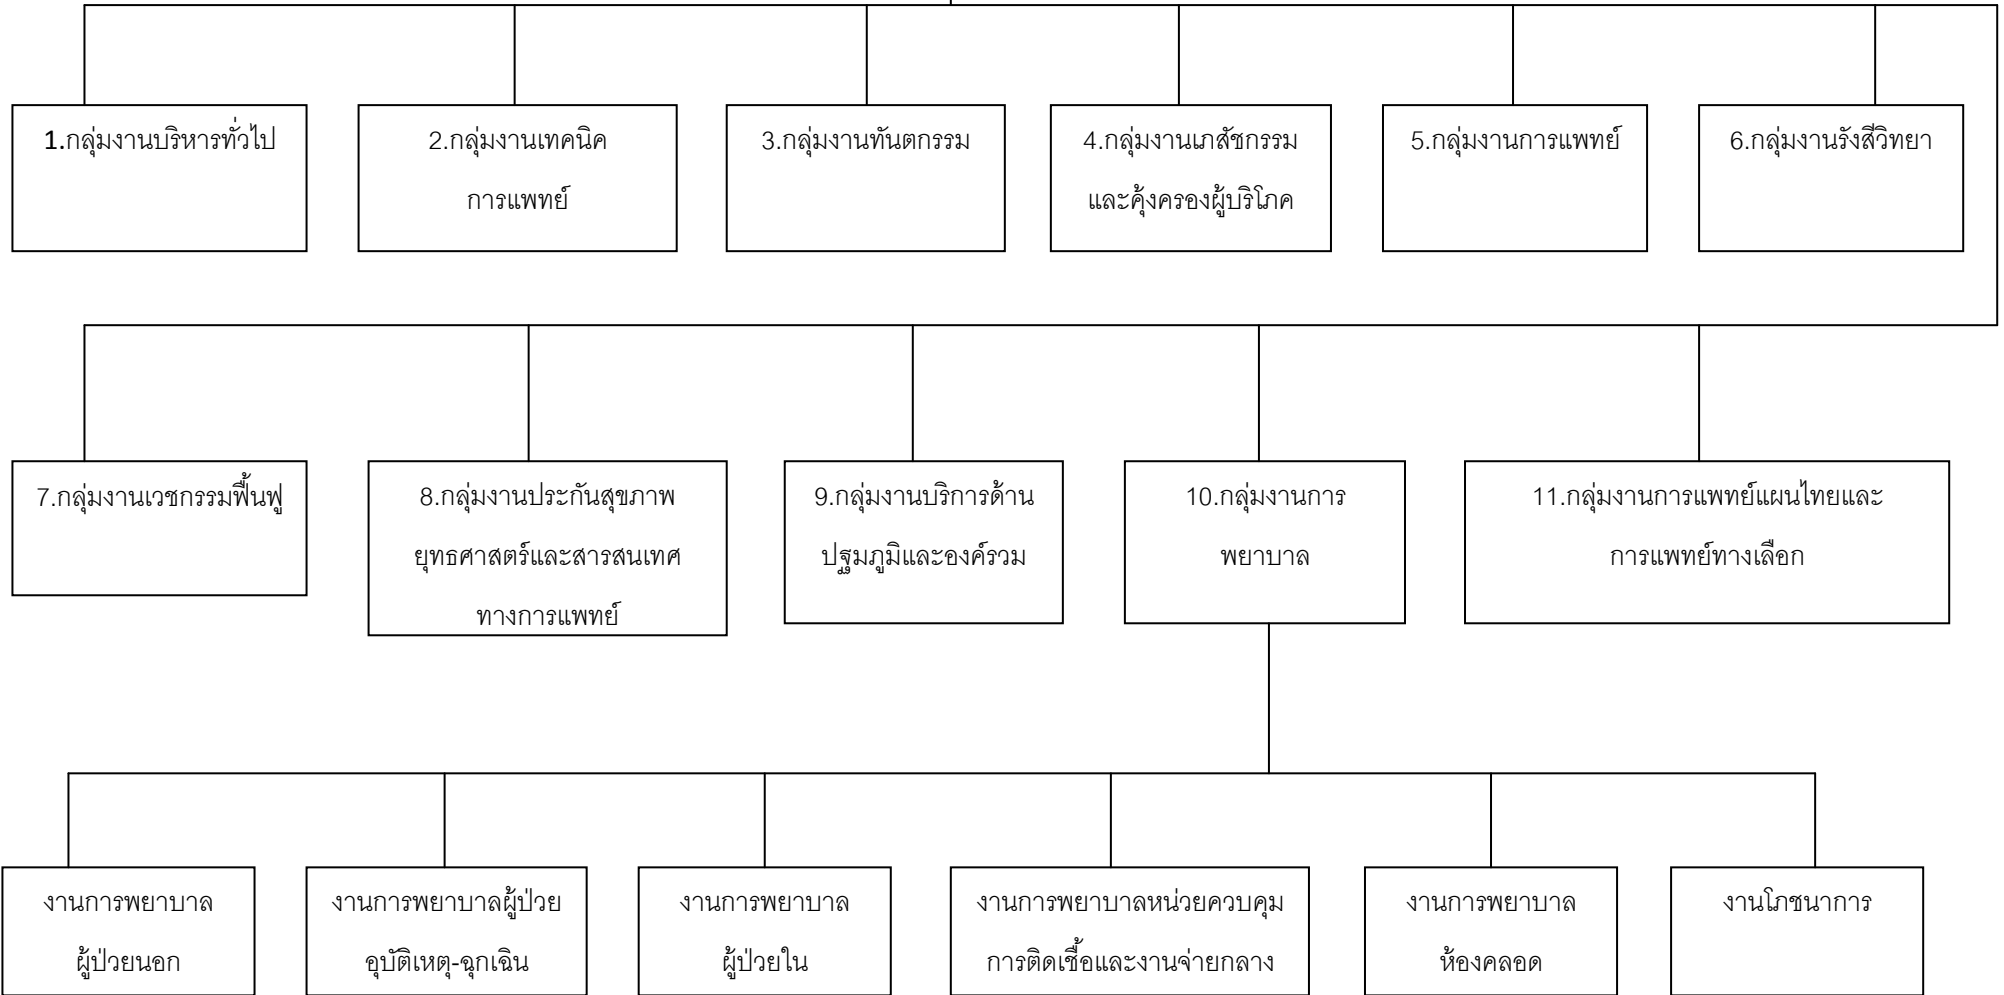 1.กลุ่มงานบริหารทั่วไป
2.กลุ่มงานเทคนิค
การแพทย์
3.กลุ่มงานทันตกรรม
4.กลุ่มงานเภสัชกรรม
และคุ้งครองผู้บริโภค
5.กลุ่มงานการแพทย์
6.กลุ่มงานรังสีวิทยา
7.กลุ่มงานเวชกรรมฟื้นฟู
8.กลุ่มงานประกันสุขภาพ
ยุทธศาสตร์และสารสนเทศ
ทางการแพทย์
9.กลุ่มงานบริการด้าน
ปฐมภูมิและองค์รวม
10.กลุ่มงานการ
พยาบาล
11.กลุ่มงานการแพทย์แผนไทยและ
การแพทย์ทางเลือก
งานการพยาบาล
ผู้ป่วยนอก
งานการพยาบาลผู้ป่วย
อุบัติเหตุ-ฉุกเฉิน
งานการพยาบาล
ผู้ป่วยใน
งานการพยาบาลหน่วยควบคุม
การติดเชื้อและงานจ่ายกลาง
งานการพยาบาล
ห้องคลอด
งานโภชนาการ